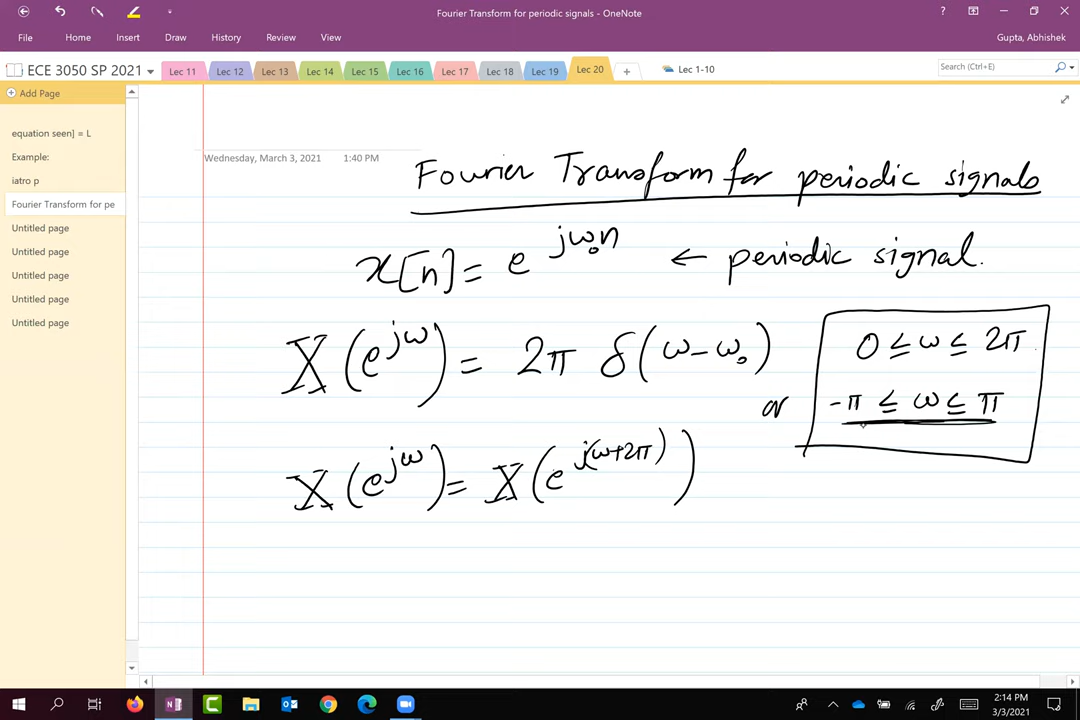 Fourier Transform for periodic signals - OneNote
File Home Insert Draw History Review View Gupta, Abhishek
ECE 3050 SP 2021 Lec 11 Lec 12 Lec 13 Lec 14 Lec 15 Lec 16 Lec 17 Lec 18 Lec 19 Lec 20 + Lec 1-10 Search (Ctrl+E)
Add Page
equation seen] = L
Example:
iatro p
Fourier Transform for pe
Untitled page
Untitled page
Untitled page
Untitled page
Untitled page
Wednesday, March 3, 2021 1:40 PM
Fourier Transform for periodic signals
x[n] = e^{jω₀n} ← periodic signal.
X(e^{jω}) = 2π δ(ω-ω₀) 0 ≤ ω ≤ 2π
or -π ≤ ω ≤ π
X(e^{jω}) = X(e^{j(ω+2π)})
2:14 PM
3/3/2021